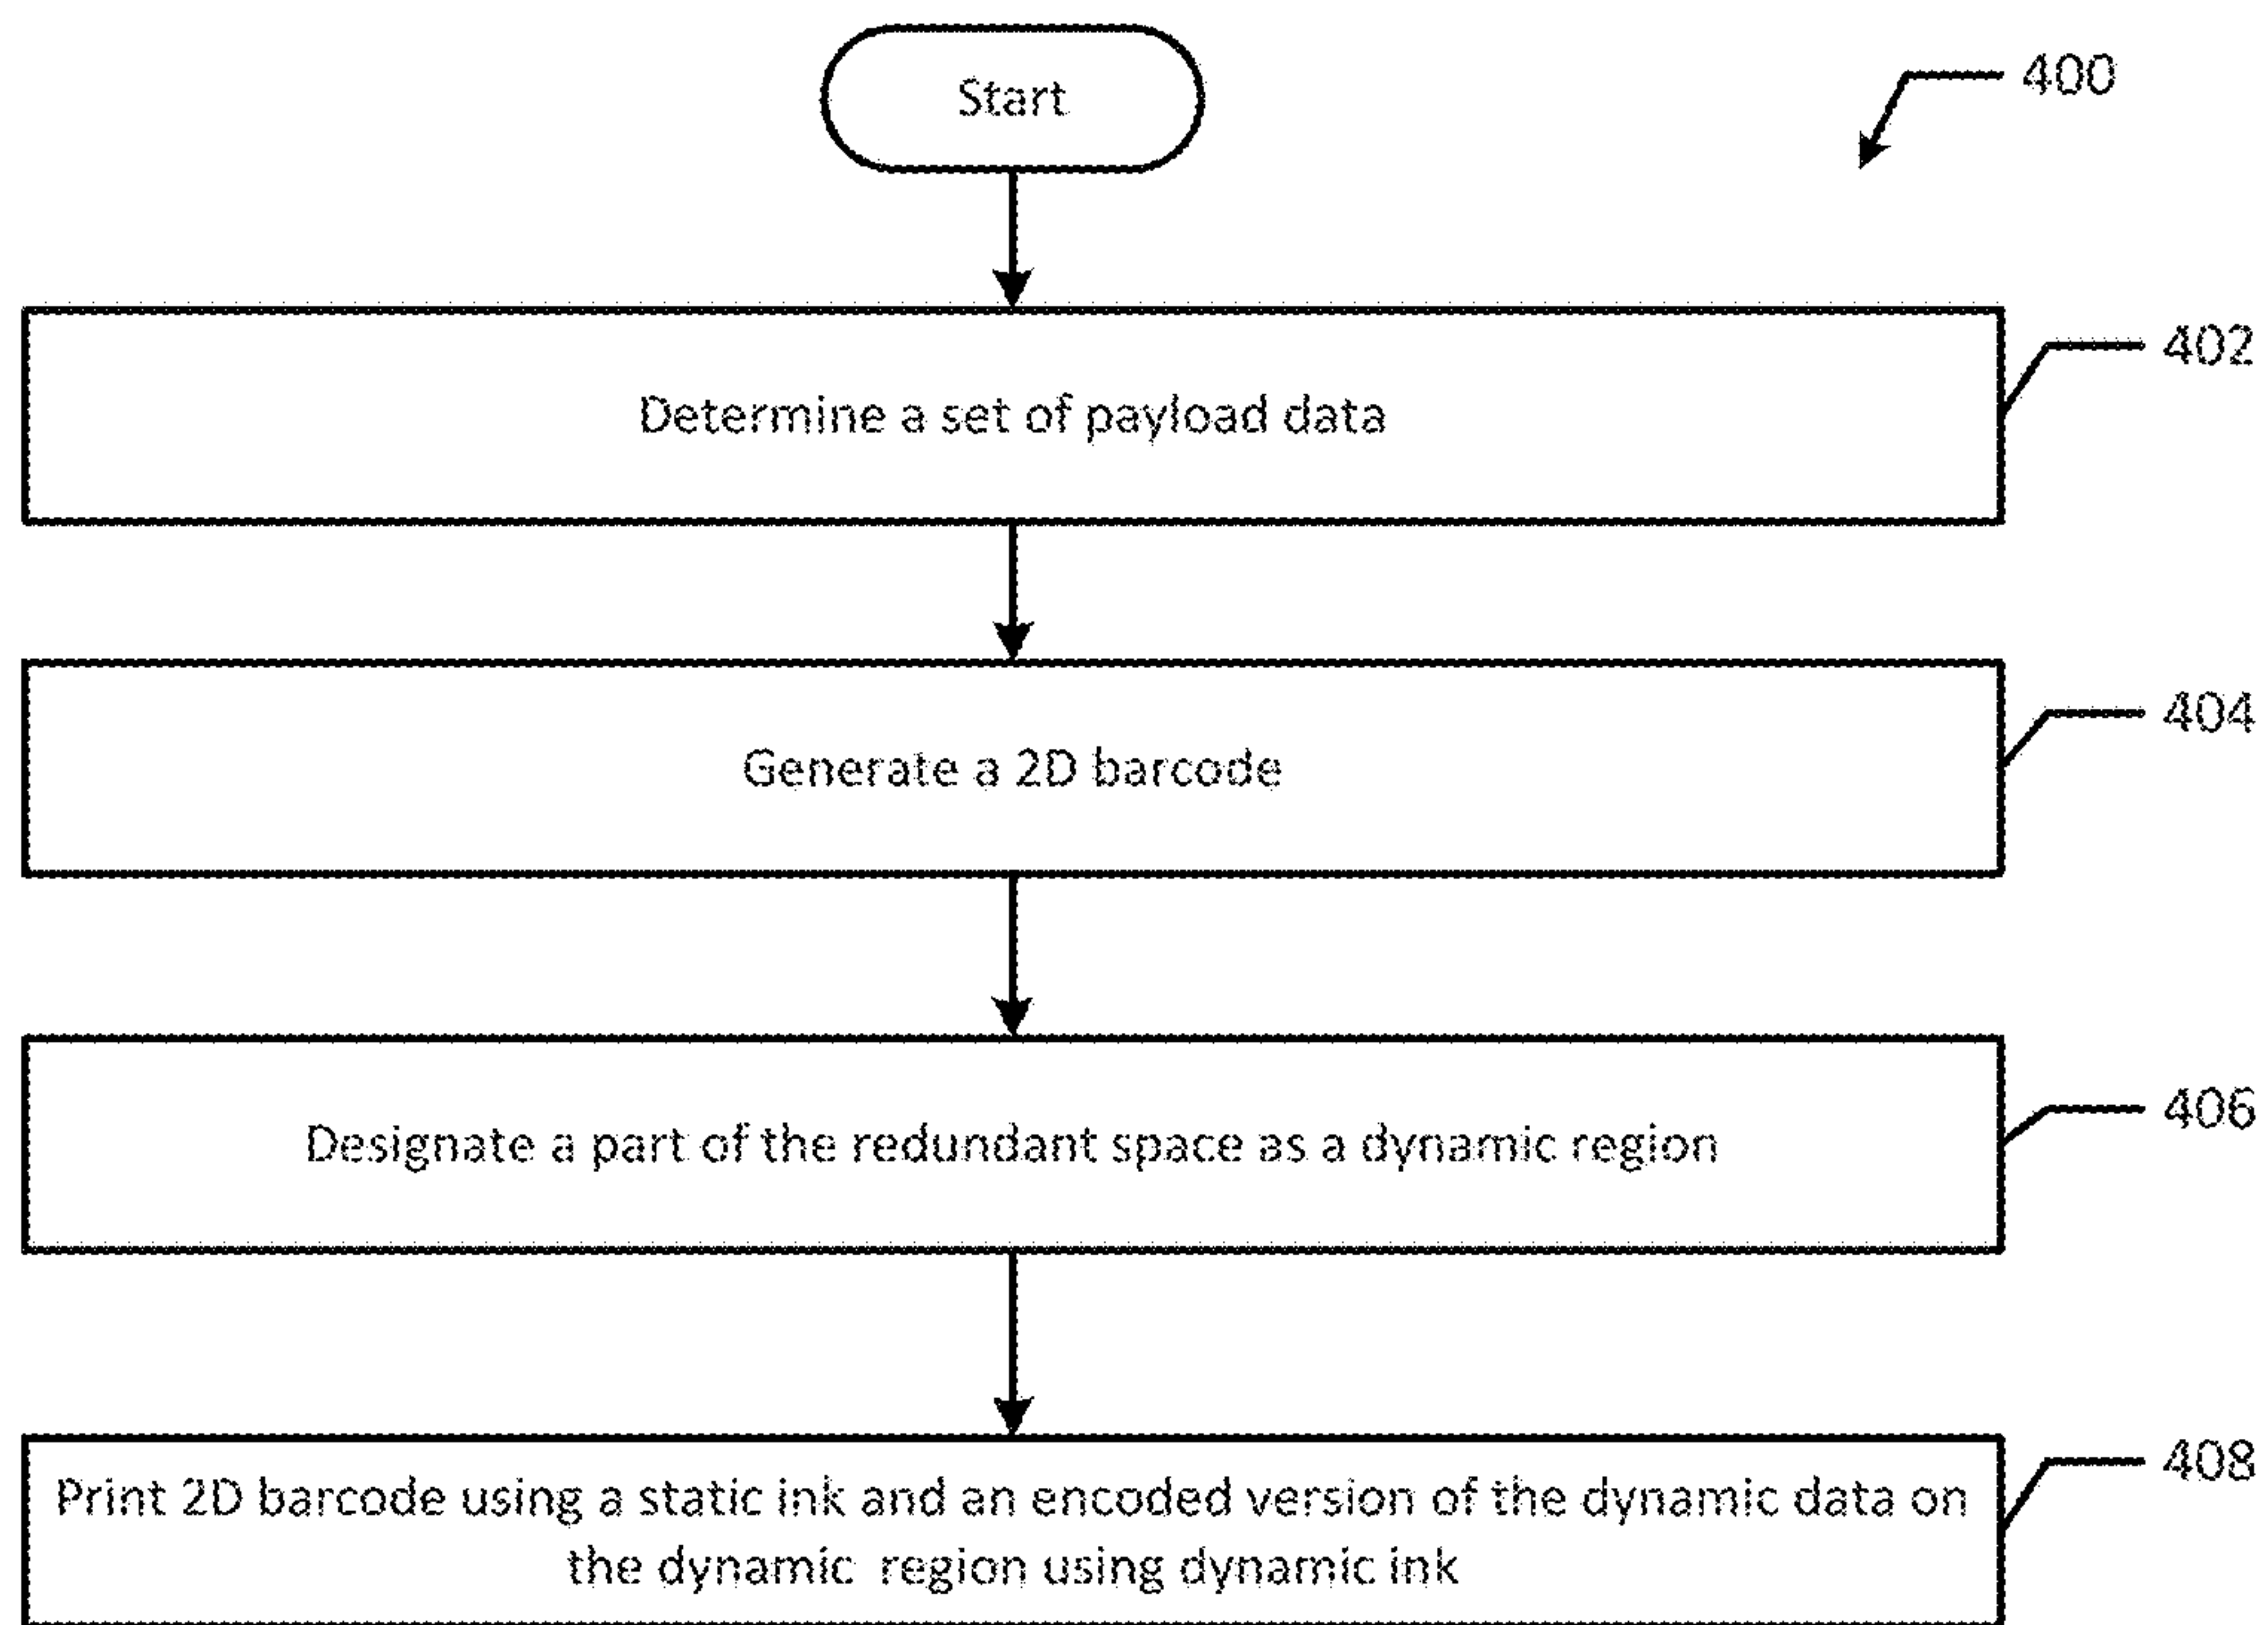 Start
400
Determine a set of payload data
402
Generate a 2D barcode
404
Designate a part of the redundant space as a dynamic region
406
Print 2D barcode using a static ink and an encoded version of the dynamic data on
the dynamic region using dynamic ink
408